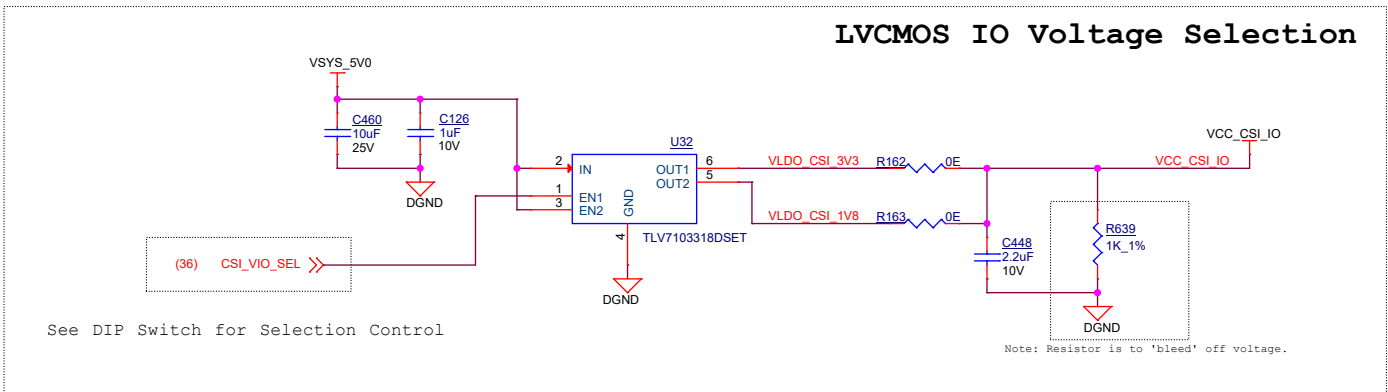 LVCMOS IO Voltage Selection
VSYS_5V0
C460
10uF
25V
C126
1uF
10V
DGND
U32
2
IN
1
EN1
3
EN2
GND
4
OUT1
6
OUT2
5
TLV7103318DSET
DGND
VLDO_CSI_3V3
R162
0E
VLDO_CSI_1V8
R163
0E
VCC_CSI_IO
VCC_CSI_IO
C448
2.2uF
10V
R639
1K_1%
DGND
Note: Resistor is to 'bleed' off voltage.
(36) CSI_VIO_SEL
See DIP Switch for Selection Control